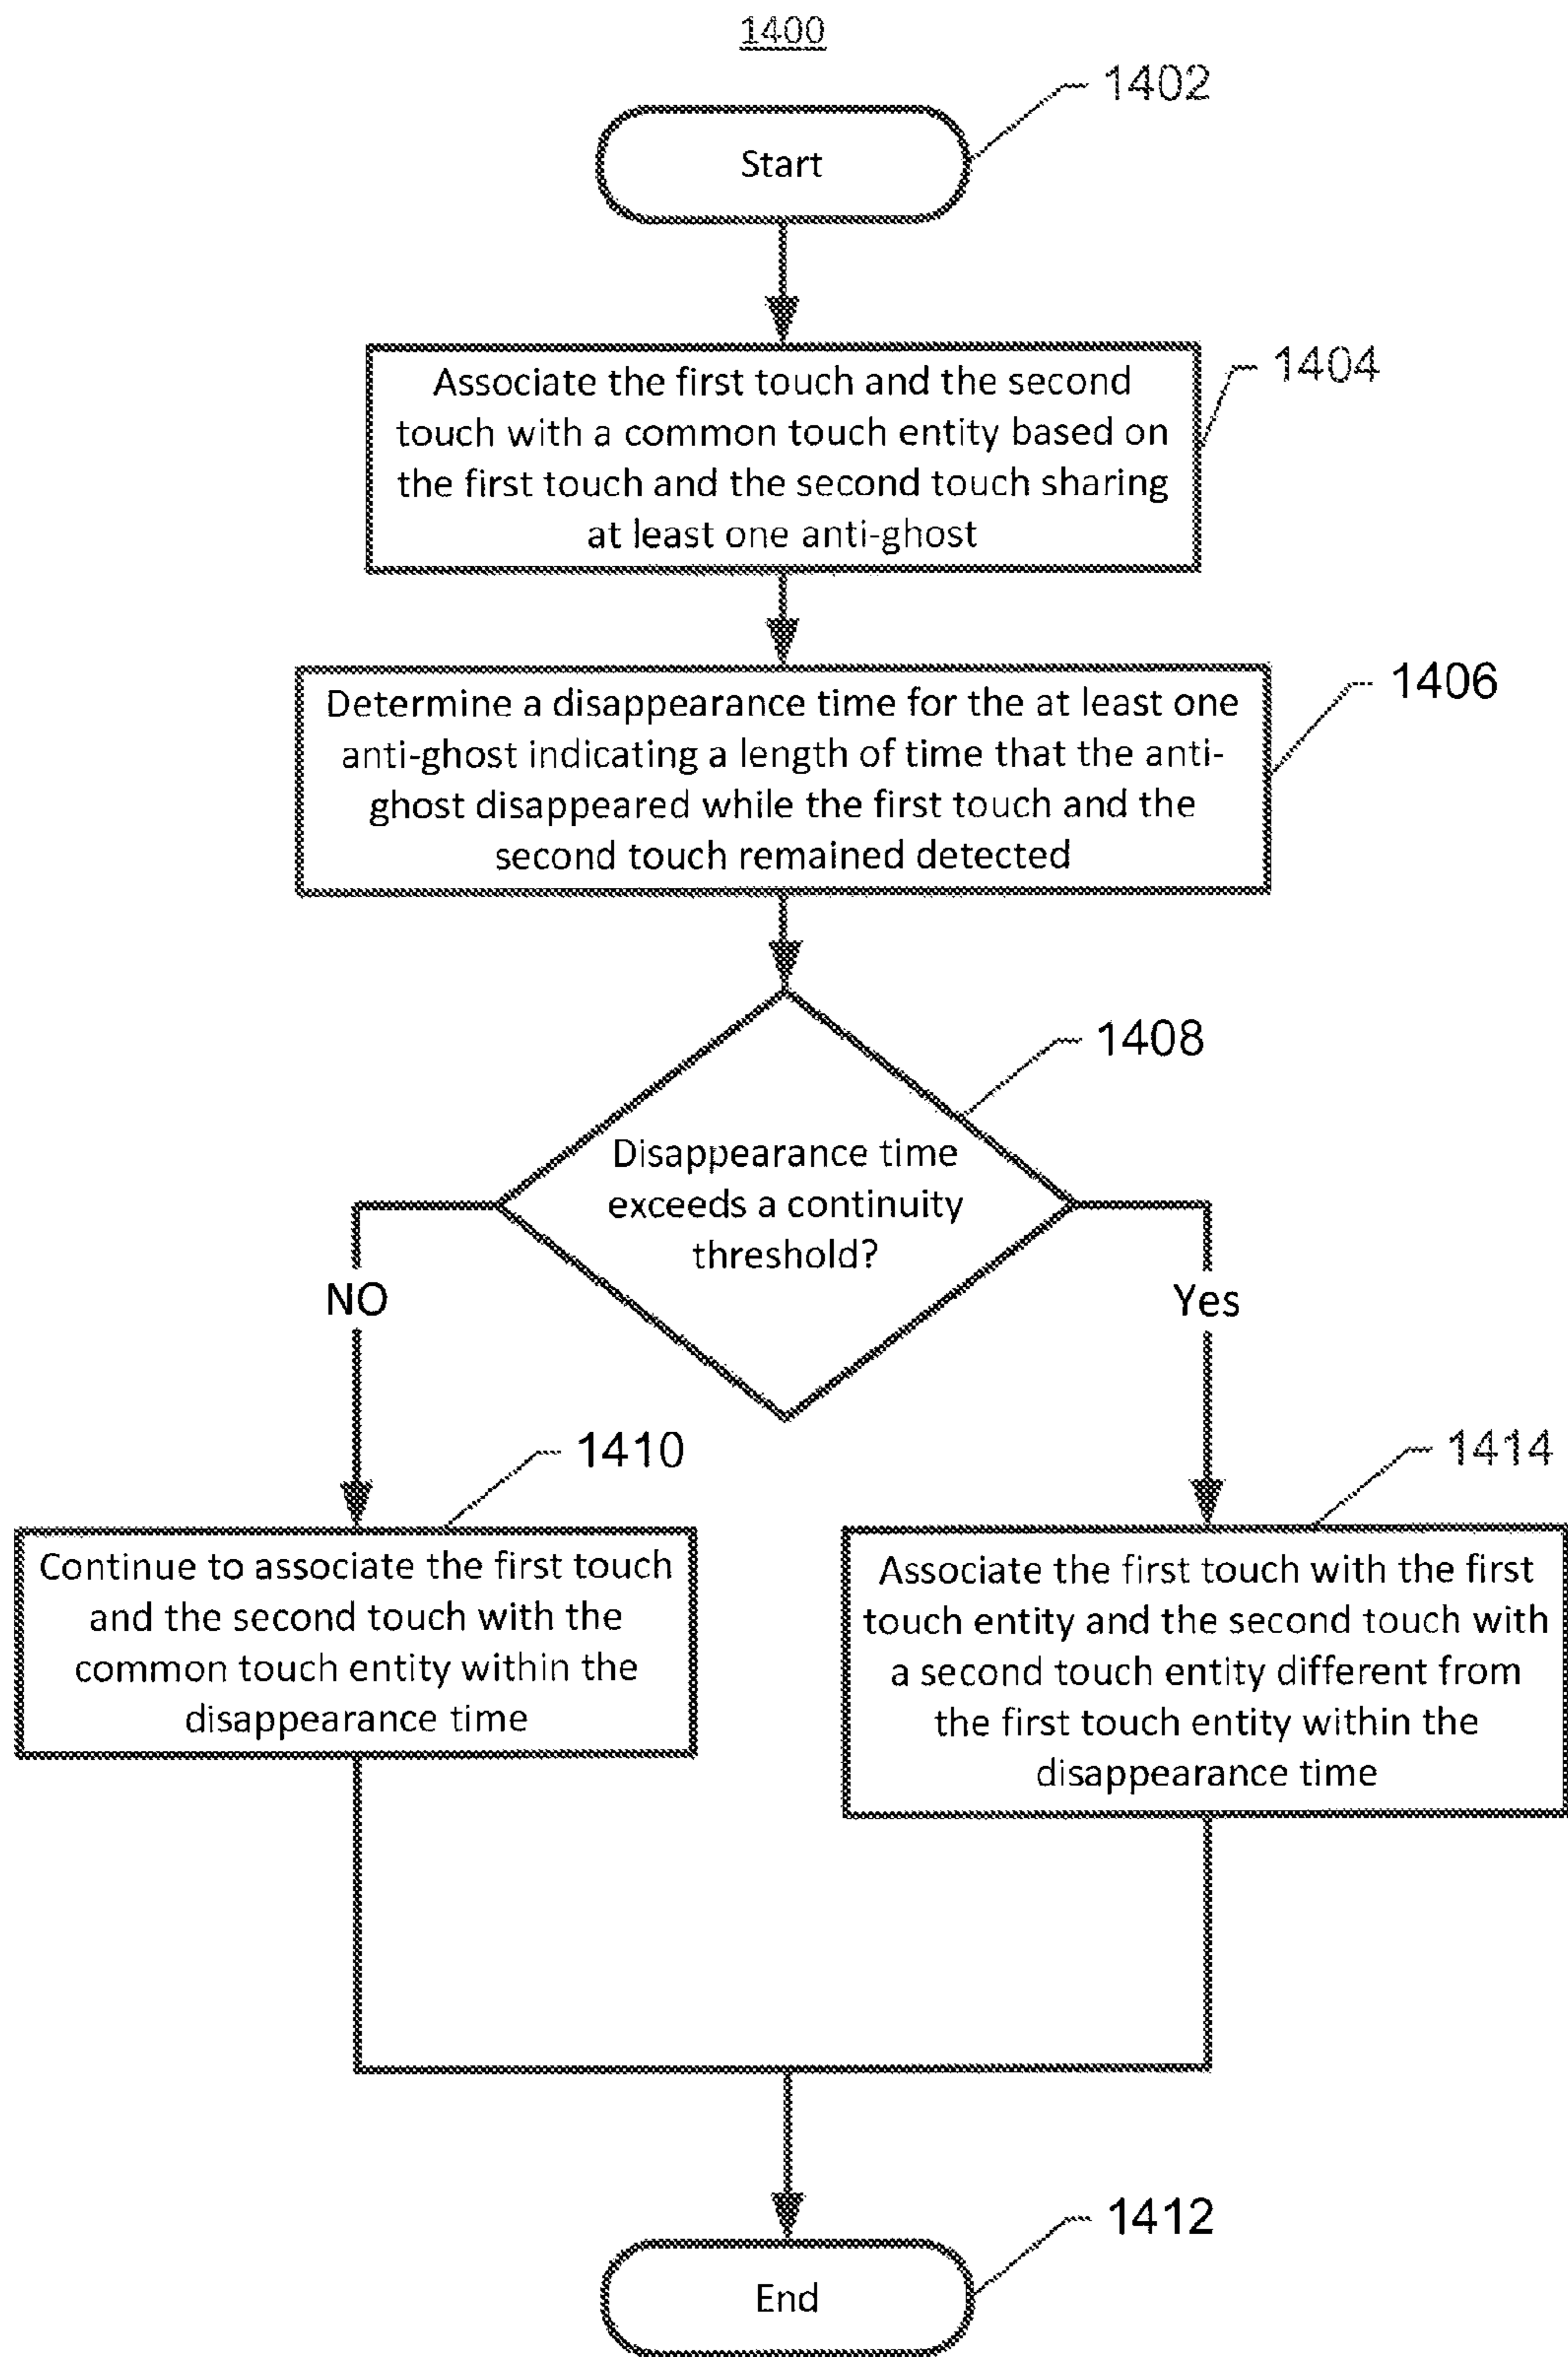 1400
1402
Start
1404
Associate the first touch and the second
touch with a common touch entity based on
the first touch and the second touch sharing
at least one anti-ghost
1406
Determine a disappearance time for the at least one
anti-ghost indicating a length of time that the anti-
ghost disappeared while the first touch and the
second touch remained detected
1408
Disappearance time
exceeds a continuity
threshold?
NO
Yes
1410
Continue to associate the first touch
and the second touch with the
common touch entity within the
disappearance time
1414
Associate the first touch with the first
touch entity and the second touch with
a second touch entity different from
the first touch entity within the
disappearance time
1412
End